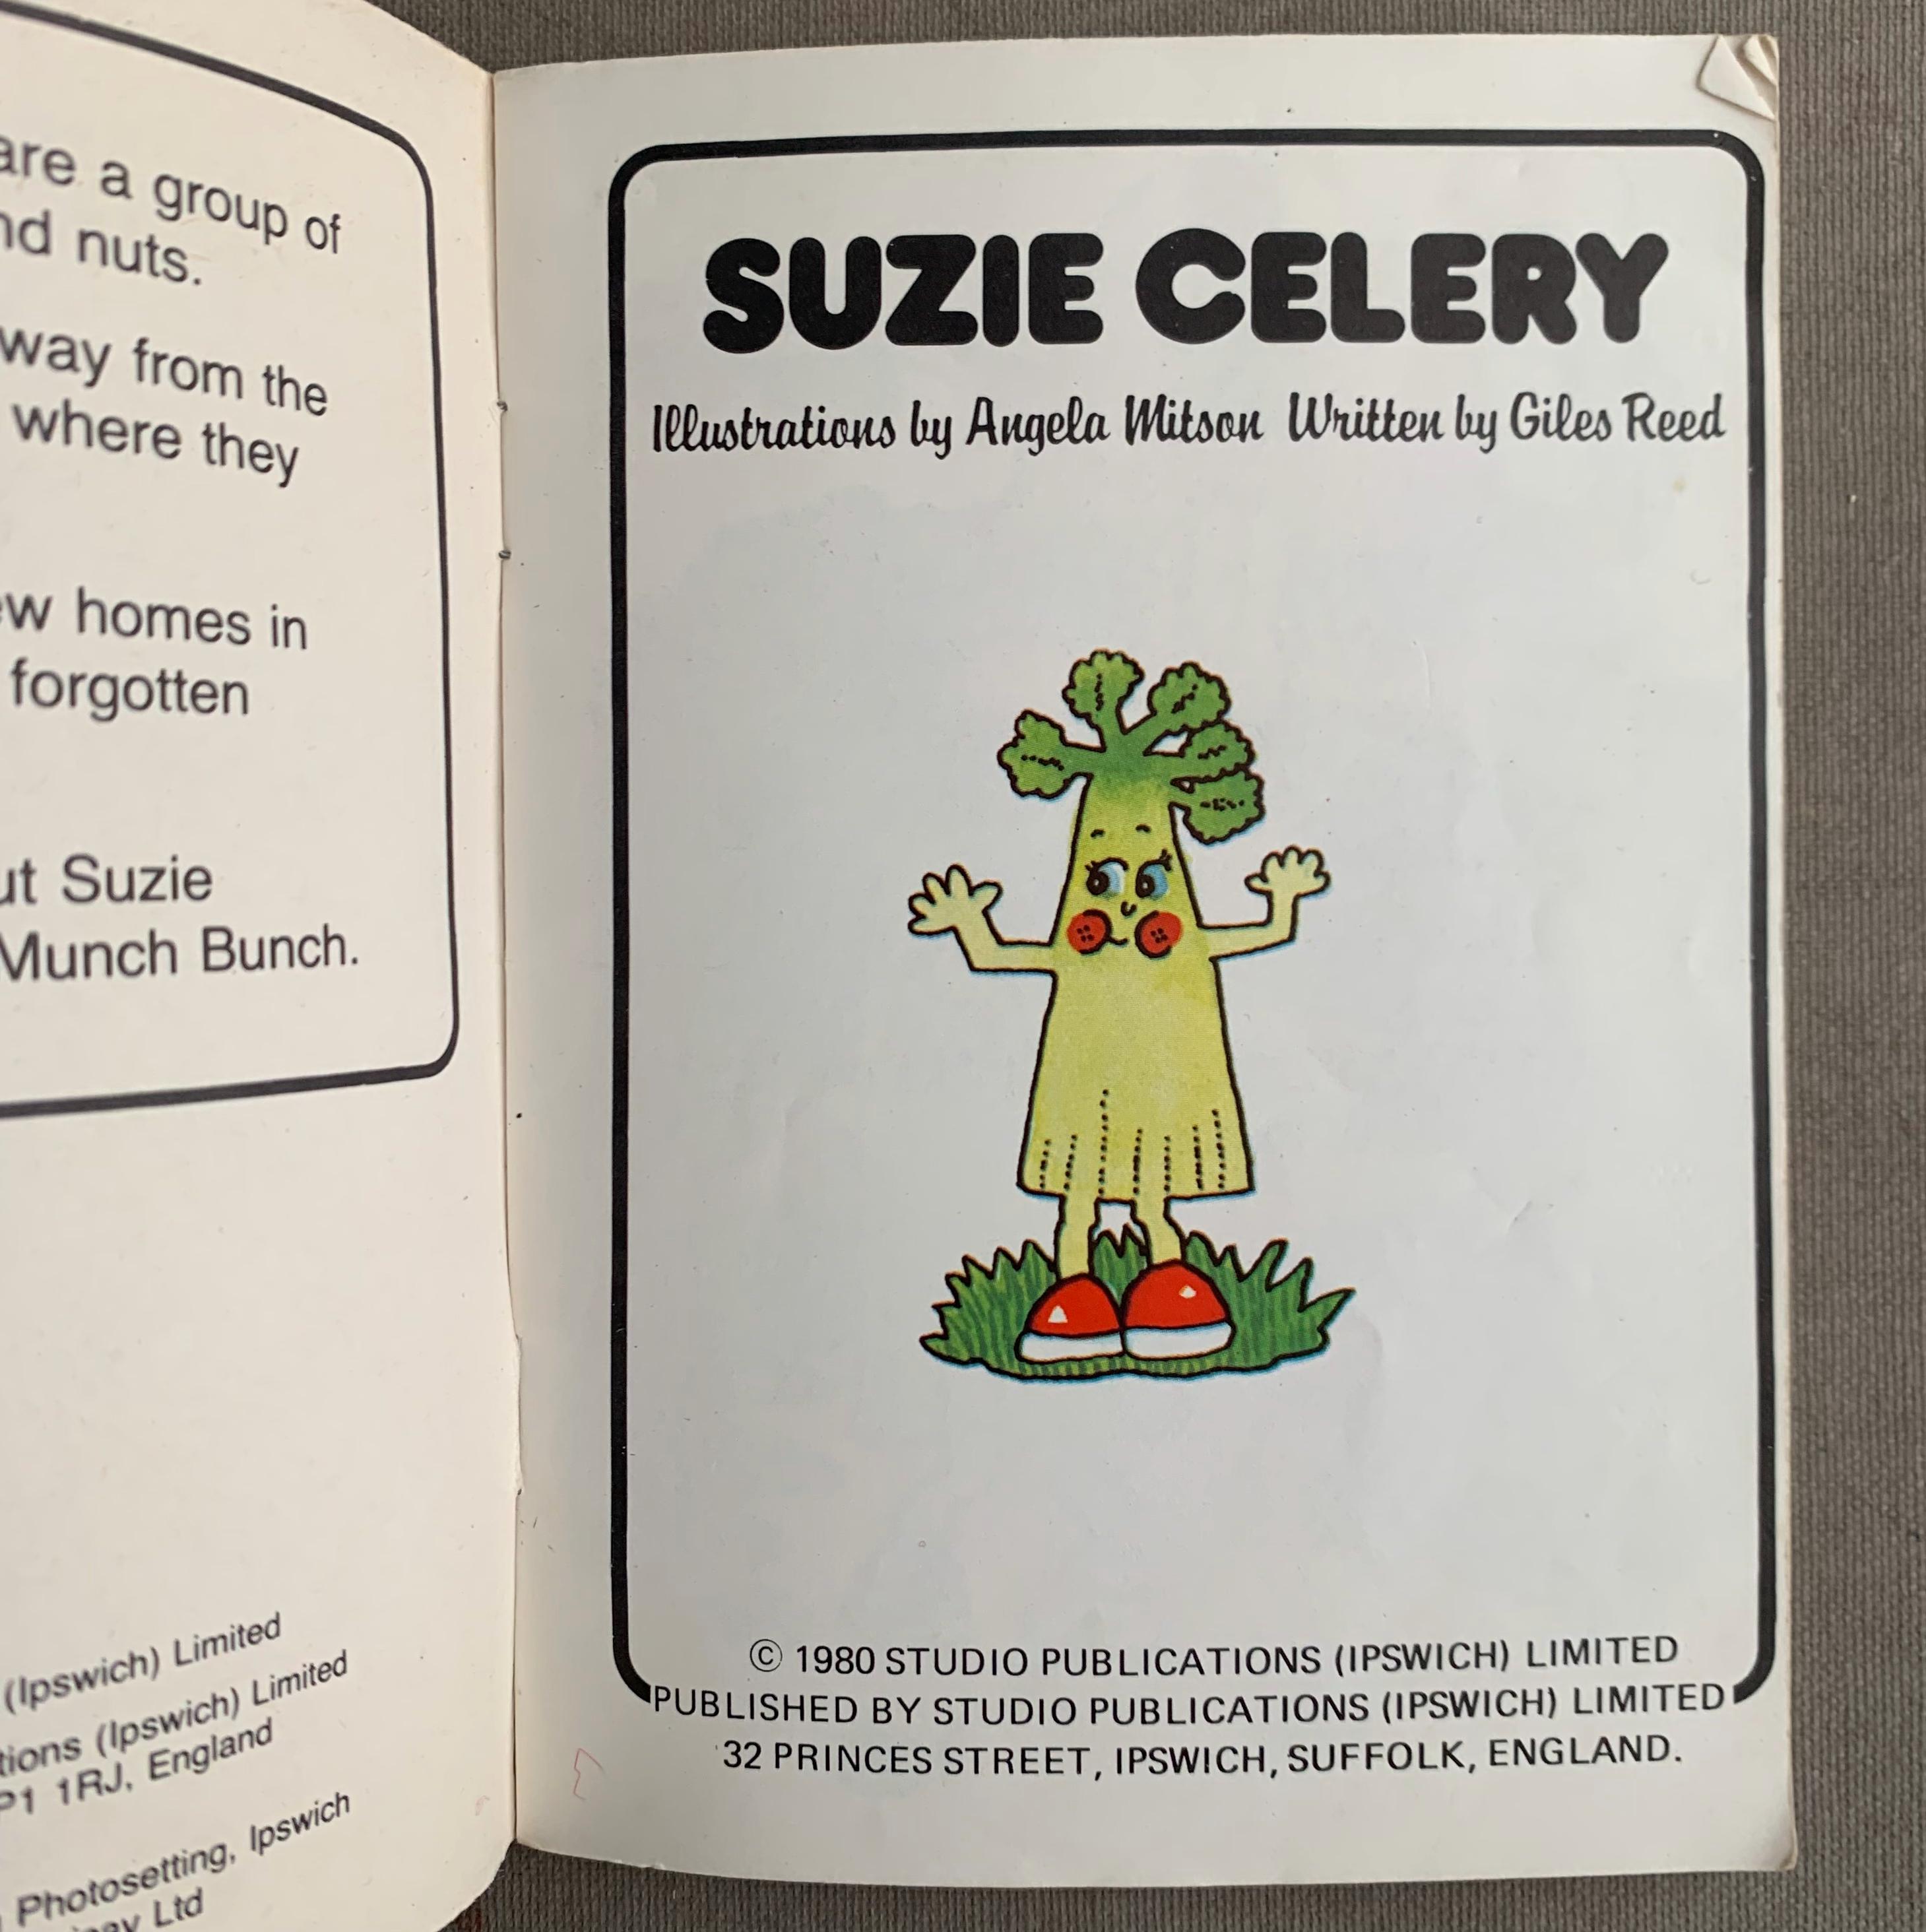 are a group of
nd nuts.
way from the
where they
ew homes in
forgotten
ut Suzie
Munch Bunch.
(Ipswich) Limited
tions (Ipswich) Limited
P1 1RJ, England
Photosetting, Ipswich
Ltd
SUZIE CELERY
Illustrations by Angela Mitson Written by Giles Reed
© 1980 STUDIO PUBLICATIONS (IPSWICH) LIMITED
PUBLISHED BY STUDIO PUBLICATIONS (IPSWICH) LIMITED
32 PRINCES STREET, IPSWICH, SUFFOLK, ENGLAND.